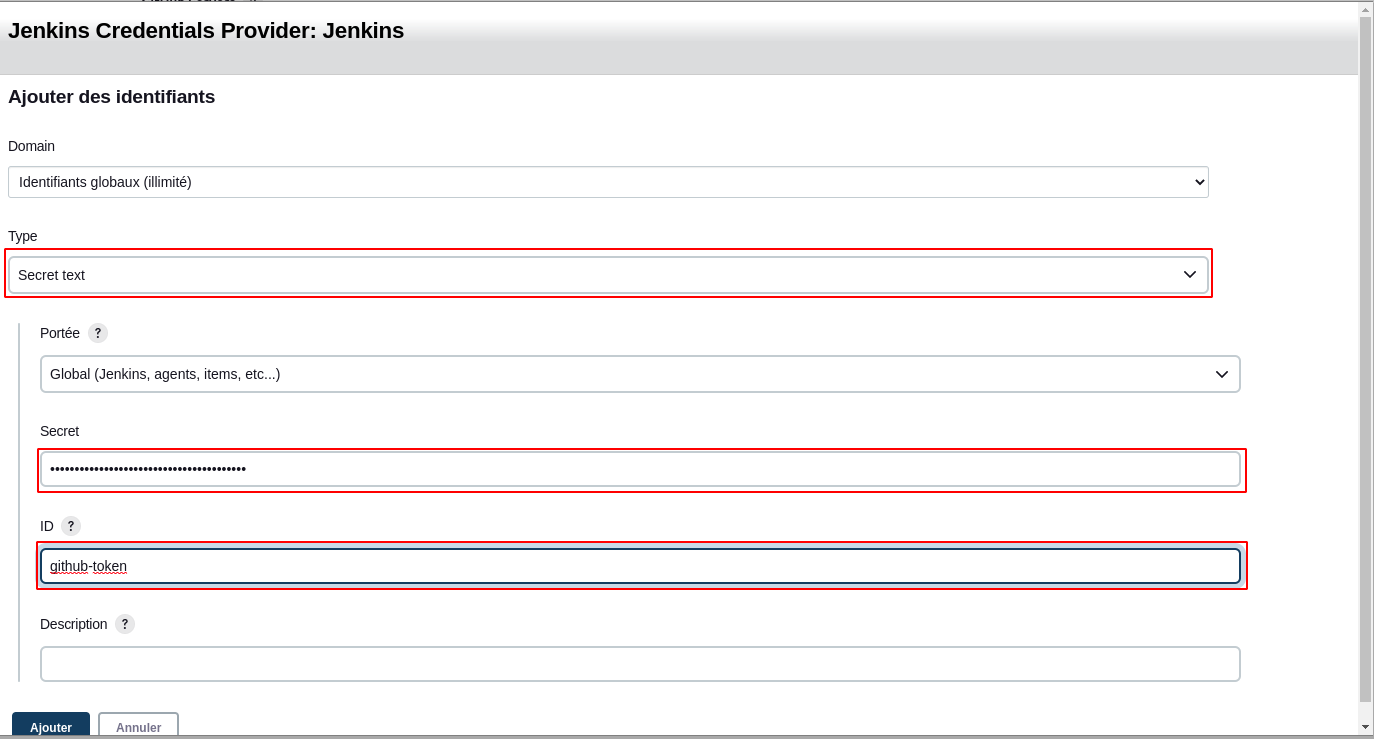 Jenkins Credentials Provider: Jenkins
Ajouter des identifiants
Domain
Identifiants globaux (illimité)
Type
Secret text
Portée ?
Global (Jenkins, agents, items, etc...)
Secret
••••••••••••••••••••••••••••••••••••••••
ID ?
github-token
Description ?
Ajouter Annuler